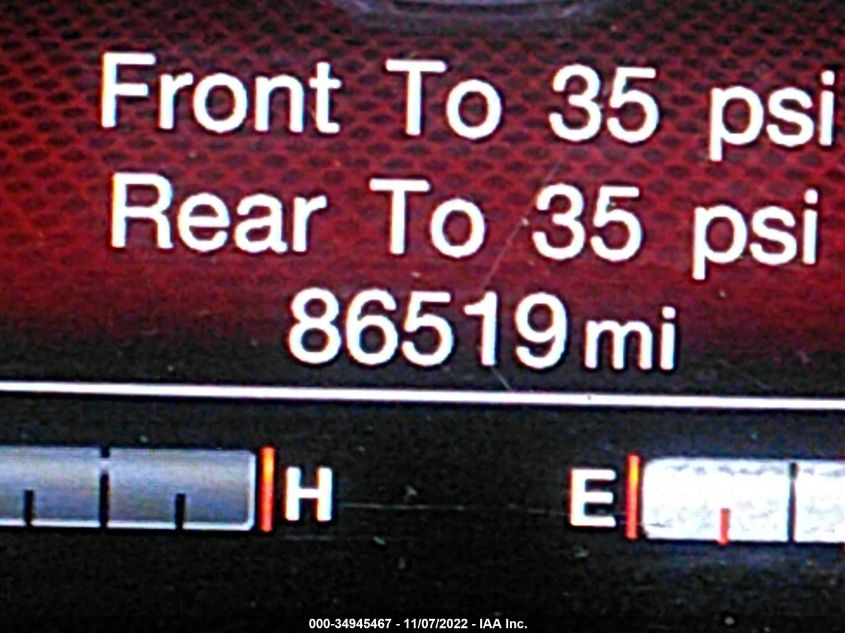 Front To 35 psi
Rear To 35 psi
86519 mi
H E
000-34945467 - 11/07/2022 - IAA Inc.